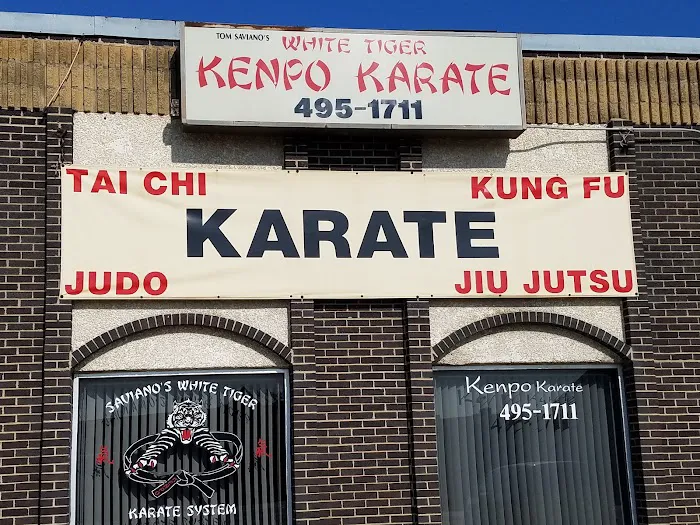 TOM SAVIANO'S
WHITE TIGER
KENPO KARATE
495-1711
TAI CHI
KUNG FU
KARATE
JUDO
JIU JUTSU
SAVIANO'S WHITE TIGER
KARATE SYSTEM
Kenpo Karate
495-1711